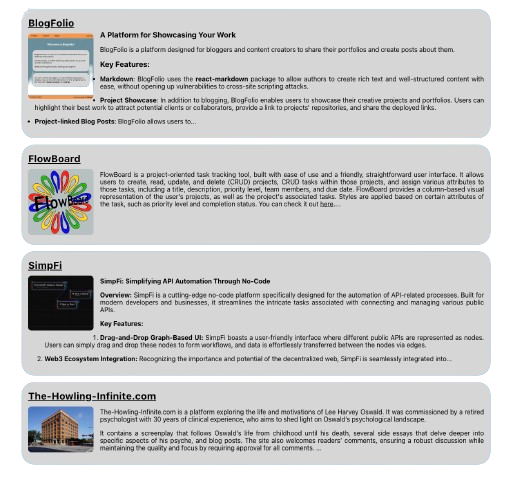 BlogFolio
A Platform for Showcasing Your Work
BlogFolio is a platform designed for bloggers and content creators to share their portfolios and create posts about them.
Key Features:
• Markdown: BlogFolio uses the react-markdown package to allow authors to create rich text and well-structured content with
ease, without opening up vulnerabilities to cross-site scripting attacks.
• Project Showcase: In addition to blogging, BlogFolio enables users to showcase their creative projects and portfolios. Users can
highlight their best work to attract potential clients or collaborators, provide a link to projects' repositories, and share the deployed links.
• Project-linked Blog Posts: BlogFolio allows users to...
FlowBoard
FlowBoard
FlowBoard is a project-oriented task tracking tool, built with ease of use and a friendly, straightforward user interface. It allows
users to create, read, update, and delete (CRUD) projects, CRUD tasks within those projects, and assign various attributes to
those tasks, including a title, description, priority level, team members, and due date. FlowBoard provides a column-based visual
representation of the user's projects, as well as the project's associated tasks. Styles are applied based on certain attributes of
the task, such as priority level and completion status. You can check it out here....
SimpFi
SimpFi: Simplifying API Automation Through No-Code
Overview: SimpFi is a cutting-edge no-code platform specifically designed for the automation of API-related processes. Built for
modern developers and businesses, it streamlines the intricate tasks associated with connecting and managing various public
APIs.
Key Features:
1. Drag-and-Drop Graph-Based UI: SimpFi boasts a user-friendly interface where different public APIs are represented as nodes.
Users can simply drag and drop these nodes to form workflows, and data is effortlessly transferred between the nodes via edges.
2. Web3 Ecosystem Integration: Recognizing the importance and potential of the decentralized web, SimpFi is seamlessly integrated into...
The-Howling-Infinite.com
The-Howling-Infinite.com is a platform exploring the life and motivations of Lee Harvey Oswald. It was commissioned by a retired
psychologist with 30 years of clinical experience, who aims to shed light on Oswald's psychological landscape.
It contains a screenplay that follows Oswald's life from childhood until his death, several side essays that delve deeper into
specific aspects of his psyche, and blog posts. The site also welcomes readers' comments, ensuring a robust discussion while
maintaining the quality and focus by requiring approval for all comments. ...